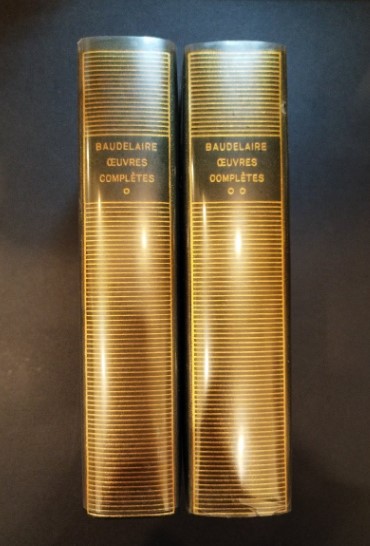 BAUDELAIRE
ŒUVRES
COMPLÈTES
BAUDELAIRE
ŒUVRES
COMPLÈTES